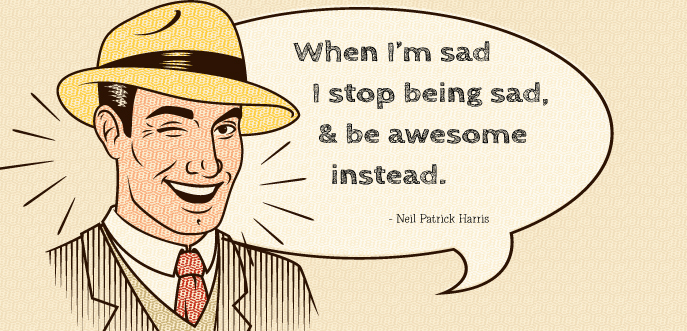 When I'm sad
I stop being sad,
& be awesome
instead.
- Neil Patrick Harris